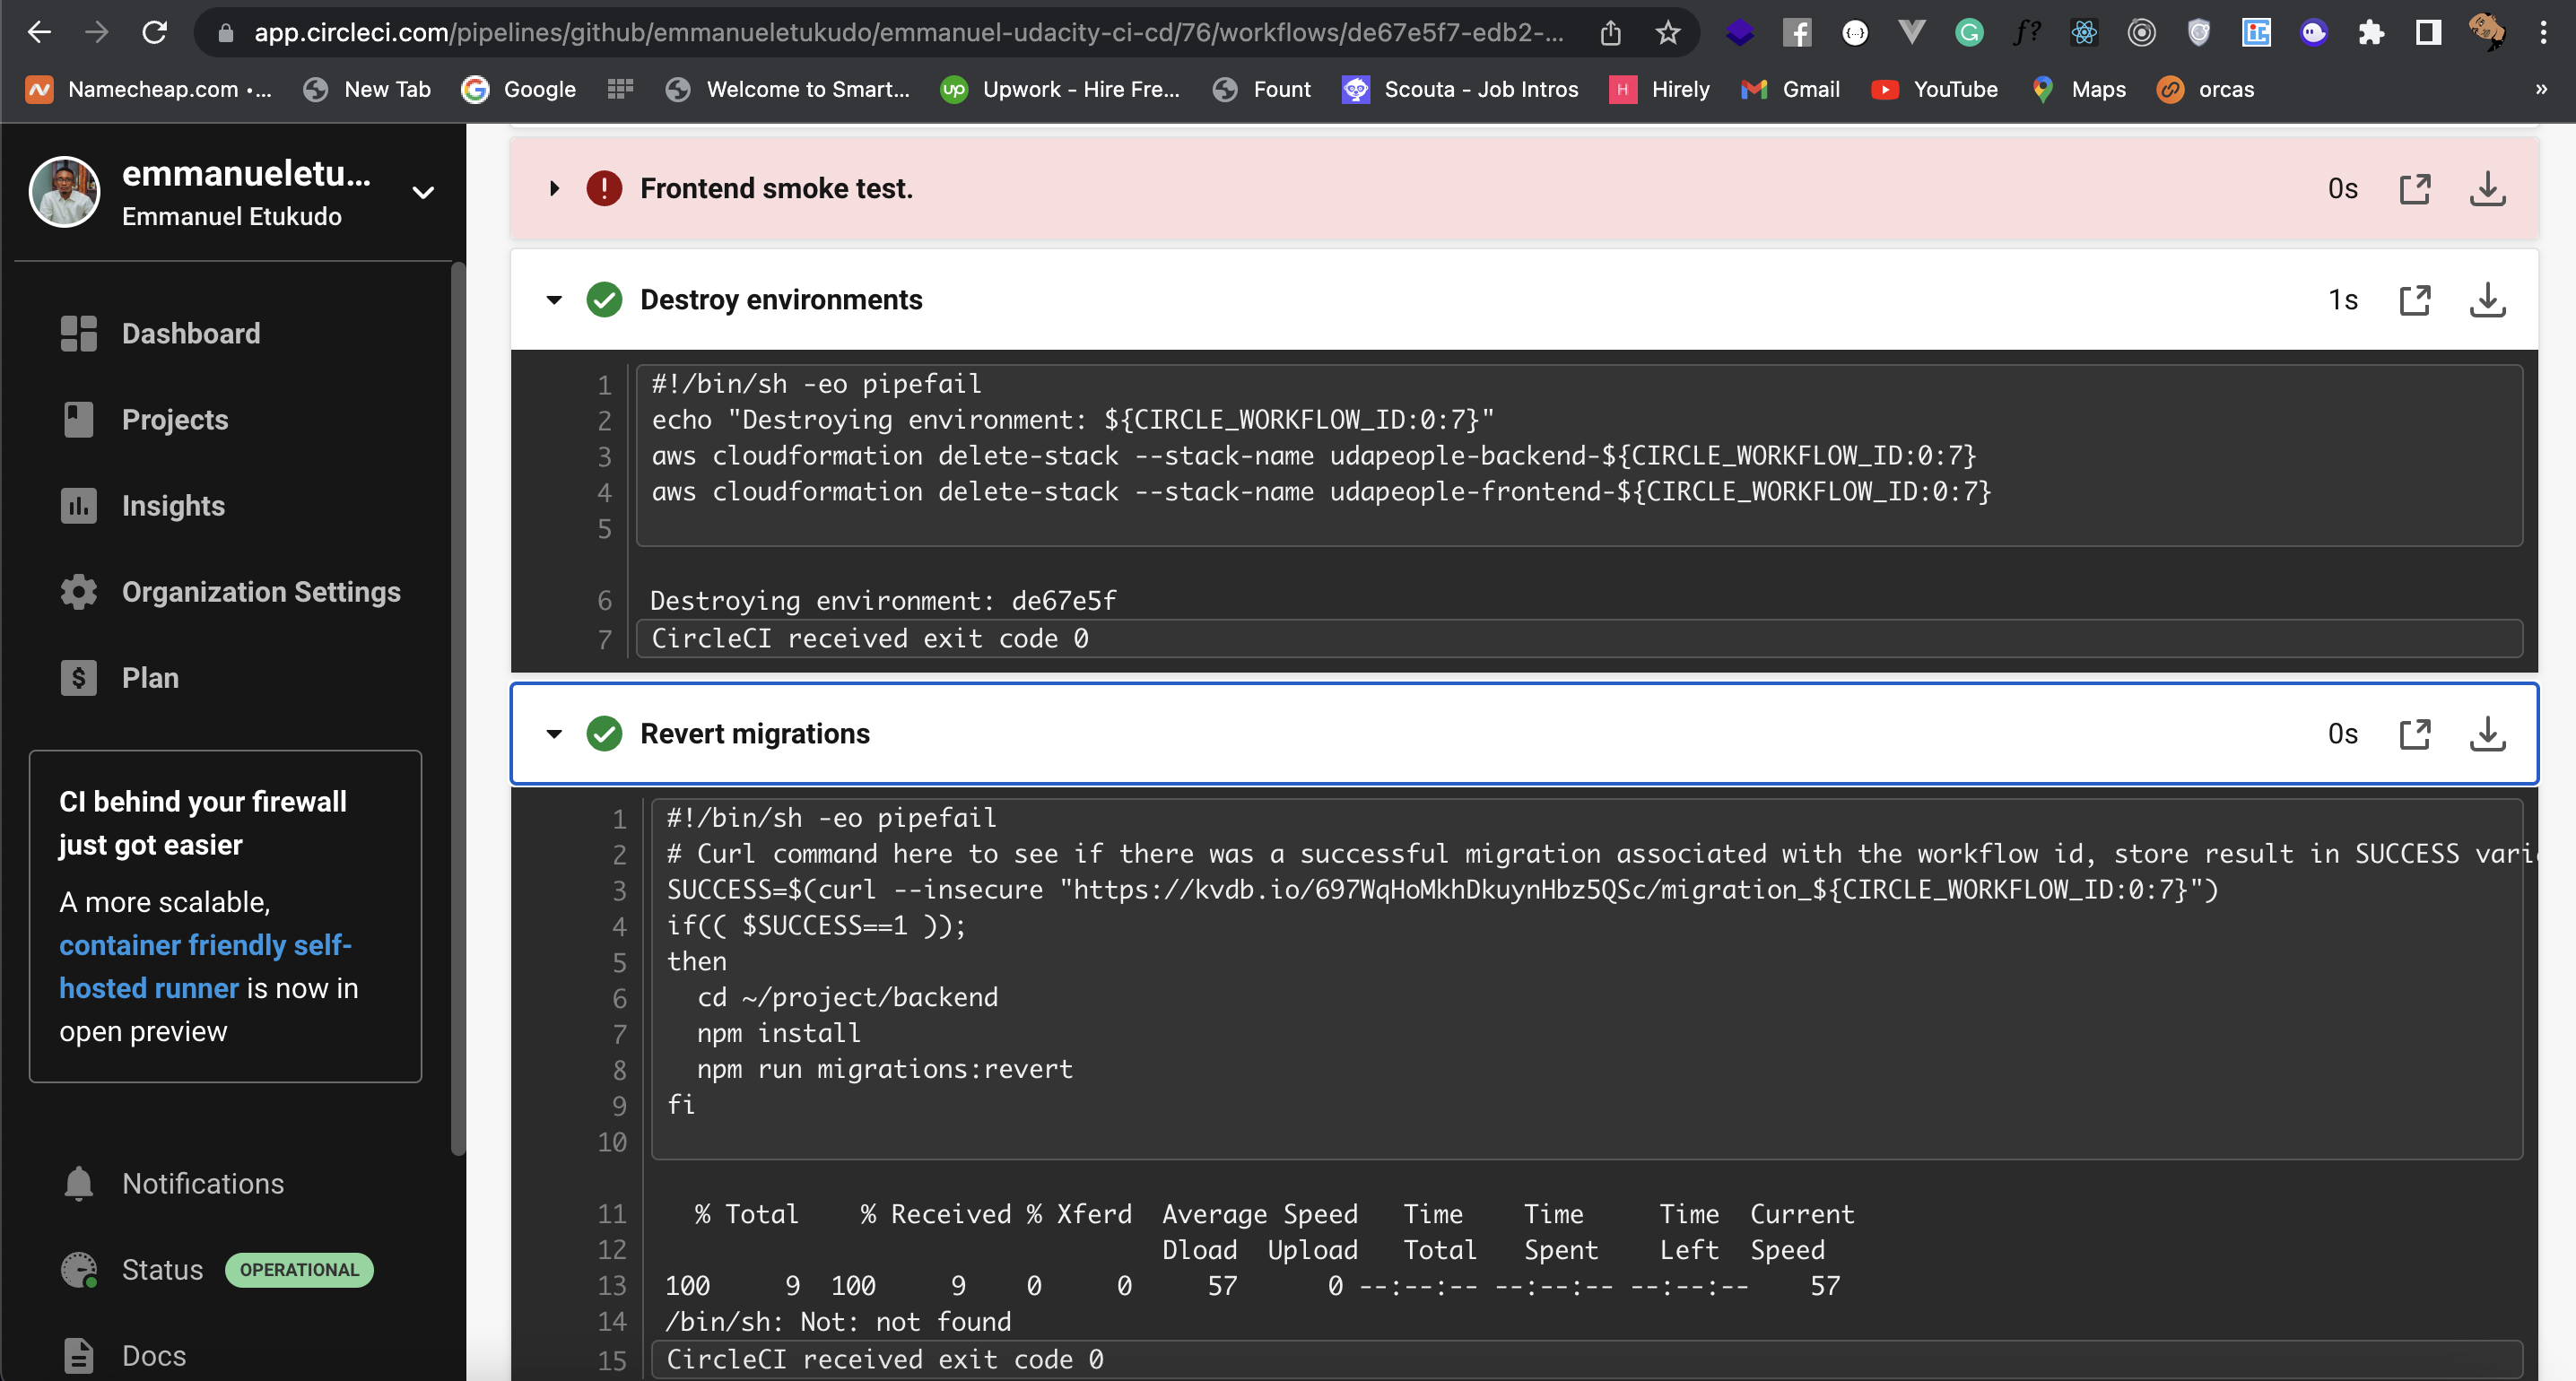 app.circleci.com/pipelines/github/emmanueletukudo/emmanuel-udacity-ci-cd/76/workflows/de67e5f7-edb2-...
Namecheap.com •... New Tab Google Welcome to Smart... Upwork - Hire Fre... Fount Scouta - Job Intros Hirely Gmail YouTube Maps orcas »
emmanueletu...
Emmanuel Etukudo
Dashboard
Projects
Insights
Organization Settings
Plan
CI behind your firewall
just got easier
A more scalable,
container friendly self-
hosted runner is now in
open preview
Notifications
Status OPERATIONAL
Docs
Frontend smoke test. 0s
Destroy environments 1s
1 #!/bin/sh -eo pipefail
2 echo "Destroying environment: ${CIRCLE_WORKFLOW_ID:0:7}"
3 aws cloudformation delete-stack --stack-name udapeople-backend-${CIRCLE_WORKFLOW_ID:0:7}
4 aws cloudformation delete-stack --stack-name udapeople-frontend-${CIRCLE_WORKFLOW_ID:0:7}
5
6 Destroying environment: de67e5f
7 CircleCI received exit code 0
Revert migrations 0s
1 #!/bin/sh -eo pipefail
2 # Curl command here to see if there was a successful migration associated with the workflow id, store result in SUCCESS vari
3 SUCCESS=$(curl --insecure "https://kvdb.io/697WqHoMkhDkuynHbz5QSc/migration_${CIRCLE_WORKFLOW_ID:0:7}")
4 if(( $SUCCESS==1 ));
5 then
6 cd ~/project/backend
7 npm install
8 npm run migrations:revert
9 fi
10
11 % Total % Received % Xferd Average Speed Time Time Time Current
12 Dload Upload Total Spent Left Speed
13 100 9 100 9 0 0 57 0 --:--:-- --:--:-- --:--:-- 57
14 /bin/sh: Not: not found
15 CircleCI received exit code 0